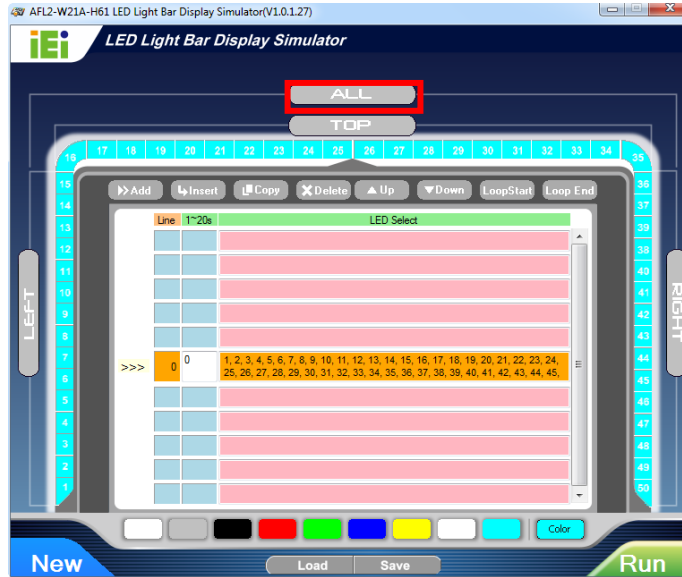 AFL2-W21A-H61 LED Light Bar Display Simulator(V1.0.1.27)
iEi LED Light Bar Display Simulator
ALL
TOP
16 17 18 19 20 21 22 23 24 25 26 27 28 29 30 31 32 33 34 35
15 Add Insert Copy Delete Up Down LoopStart Loop End 36
14 37
13 Line 1~20s LED Select 39
12 38
11 40
LEFT 10 41 RIGHT
9 42
8 43
7 >>> 0 0 1, 2, 3, 4, 5, 6, 7, 8, 9, 10, 11, 12, 13, 14, 15, 16, 17, 18, 19, 20, 21, 22, 23, 24, 44
6 25, 26, 27, 28, 29, 30, 31, 32, 33, 34, 35, 36, 37, 38, 39, 40, 41, 42, 43, 44, 45, 45
5 46
4 47
3 48
2 49
1 50
Color
New Load Save Run